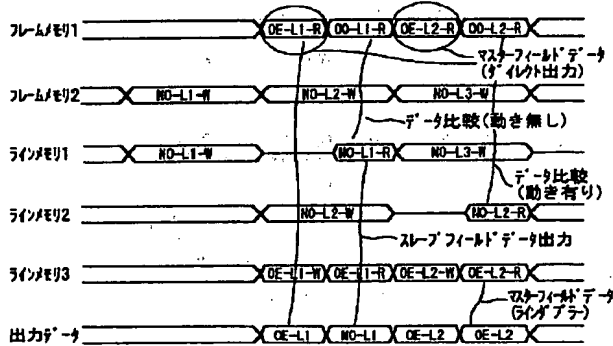 フレームメモリ1 OE-L1-R OO-L1-R OE-L2-R OO-L2-R
マスターフィールドデータ
(ダイレクト出力)
フレームメモリ2 NO-L1-W NO-L2-W NO-L3-W
データ比較(動き無し)
ラインメモリ1 NO-L1-W NO-L1-R NO-L3-W
データ比較
(動き有り)
ラインメモリ2 NO-L2-W NO-L2-R
スレーブフィールドデータ出力
ラインメモリ3 OE-L1-W OE-L1-R OE-L2-W OE-L2-R
マスターフィールドデータ
(ラインダブラー)
出力データ OE-L1 NO-L1 OE-L2 OE-L2